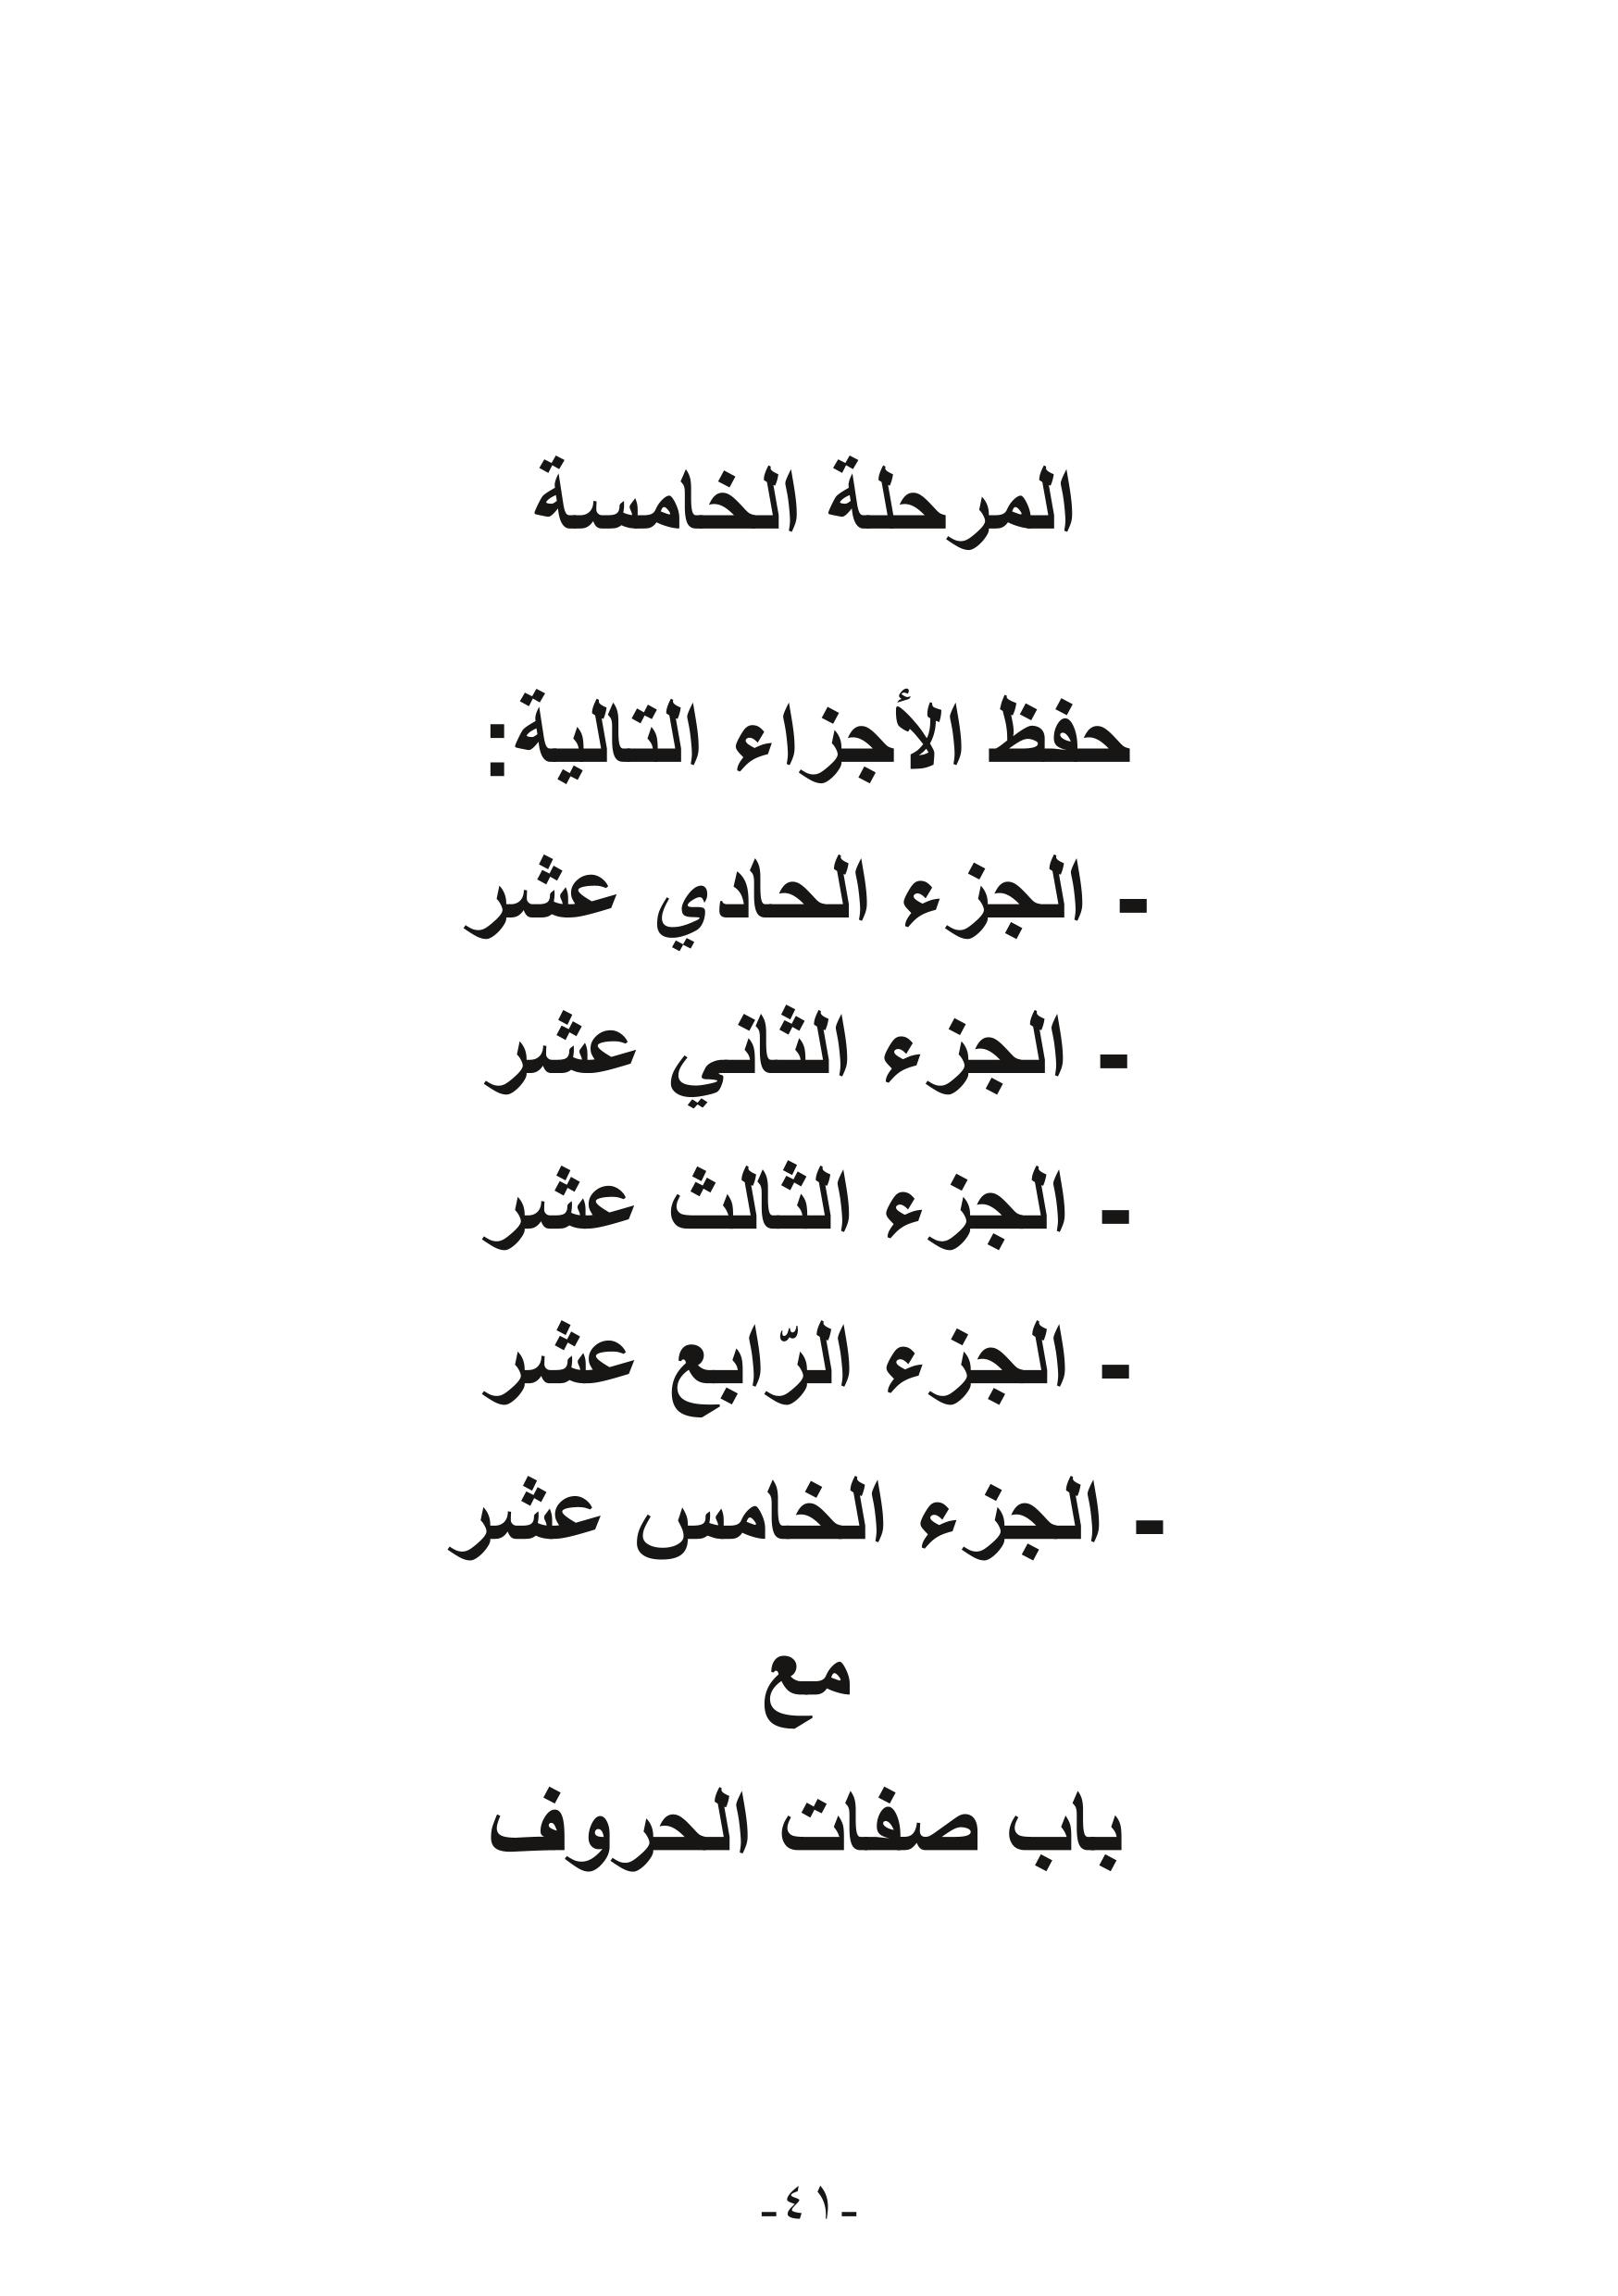 المرحلة الخامسة
حفظ الأجزاء التالية:
- الجزء الحادي عشر
- الجزء الثاني عشر
- الجزء الثالث عشر
- الجزء الرّابع عشر
- الجزء الخامس عشر
مع
باب صفات الحروف
-٤١-